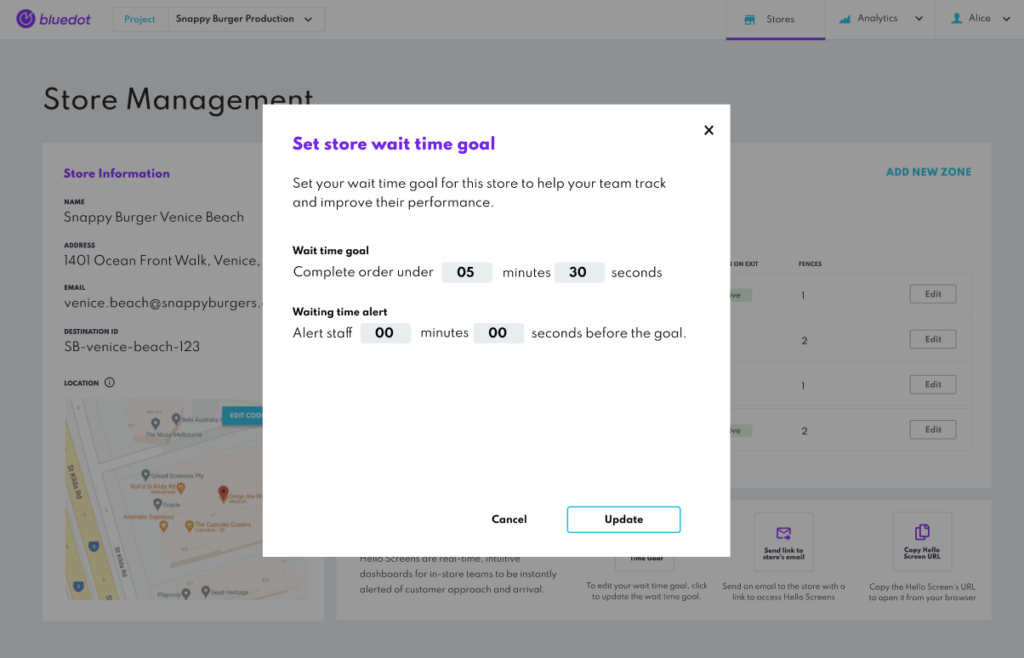 bluedot
Project
Snappy Burger Production
Stores
Analytics
Alice
Store Management
Store Information
NAME
Snappy Burger Venice Beach
ADDRESS
1401 Ocean Front Walk, Venice,
EMAIL
venice.beach@snappyburgers.
DESTINATION ID
SB-venice-beach-123
LOCATION
EDIT COO
The Muse Melbourne
St Kilda Rd
Gilead Sciences Pty
Oracle
Aromatic Espresso
The Cupcake Queens
St Kilda Rd
Seed Heritage
Set store wait time goal
Set your wait time goal for this store to help your team track
and improve their performance.
Wait time goal
Complete order under 05 minutes 30 seconds
Waiting time alert
Alert staff 00 minutes 00 seconds before the goal.
Cancel
Update
ADD NEW ZONE
ON EXIT
FENCES
ive
1
Edit
2
Edit
1
Edit
ive
2
Edit
Hello Screens are real-time, intuitive
dashboards for in-store teams to be instantly
alerted of customer approach and arrival.
Time Goal
To edit your wait time goal, click
to update the wait time goal.
Send link to
store's email
Send an email to the store with a
link to access Hello Screens
Copy Hello
Screen URL
Copy the Hello Screen's URL
to open it from your browser